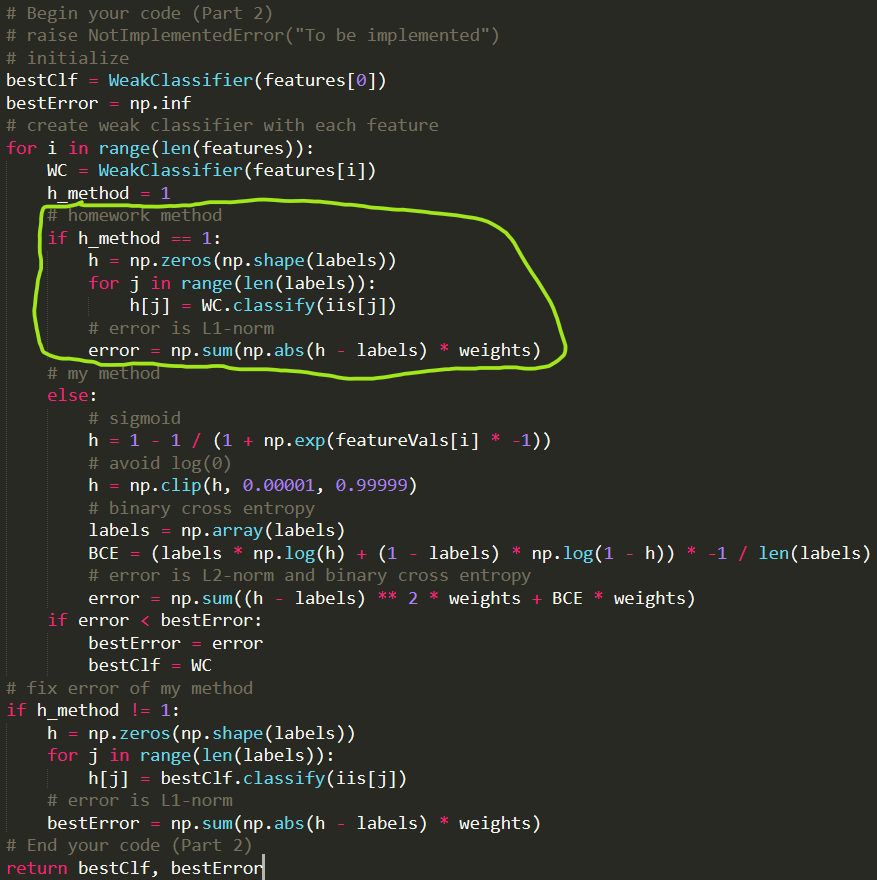 # Begin your code (Part 2)
# raise NotImplementedError("To be implemented")
# initialize
bestClf = WeakClassifier(features[0])
bestError = np.inf
# create weak classifier with each feature
for i in range(len(features)):
    WC = WeakClassifier(features[i])
    h_method = 1
    # homework method
    if h_method == 1:
        h = np.zeros(np.shape(labels))
        for j in range(len(labels)):
            h[j] = WC.classify(iis[j])
        # error is L1-norm
        error = np.sum(np.abs(h - labels) * weights)
    # my method
    else:
        # sigmoid
        h = 1 - 1 / (1 + np.exp(featureVals[i] * -1))
        # avoid log(0)
        h = np.clip(h, 0.00001, 0.99999)
        # binary cross entropy
        labels = np.array(labels)
        BCE = (labels * np.log(h) + (1 - labels) * np.log(1 - h)) * -1 / len(labels)
        # error is L2-norm and binary cross entropy
        error = np.sum((h - labels) ** 2 * weights + BCE * weights)
    if error < bestError:
        bestError = error
        bestClf = WC
# fix error of my method
if h_method != 1:
    h = np.zeros(np.shape(labels))
    for j in range(len(labels)):
        h[j] = bestClf.classify(iis[j])
    # error is L1-norm
    bestError = np.sum(np.abs(h - labels) * weights)
# End your code (Part 2)
return bestClf, bestError